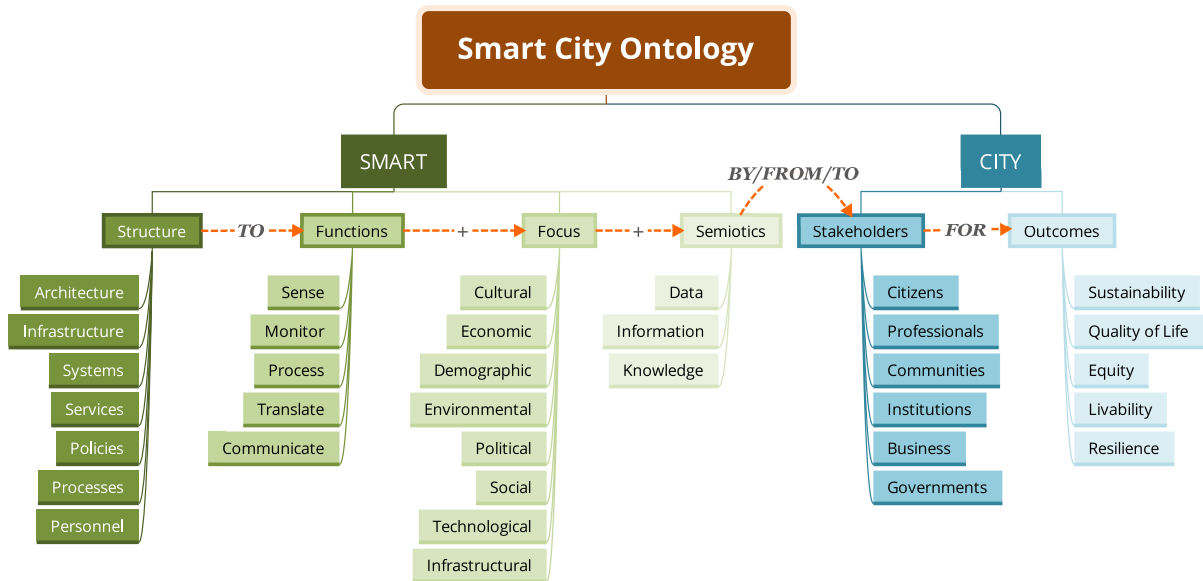 Smart City Ontology
SMART
CITY
BY/FROM/TO
Structure
TO
Functions
+
Focus
+
Semiotics
Stakeholders
FOR
Outcomes
Architecture
Infrastructure
Systems
Services
Policies
Processes
Personnel
Sense
Monitor
Process
Translate
Communicate
Cultural
Economic
Demographic
Environmental
Political
Social
Technological
Infrastructural
Data
Information
Knowledge
Citizens
Professionals
Communities
Institutions
Business
Governments
Sustainability
Quality of Life
Equity
Livability
Resilience